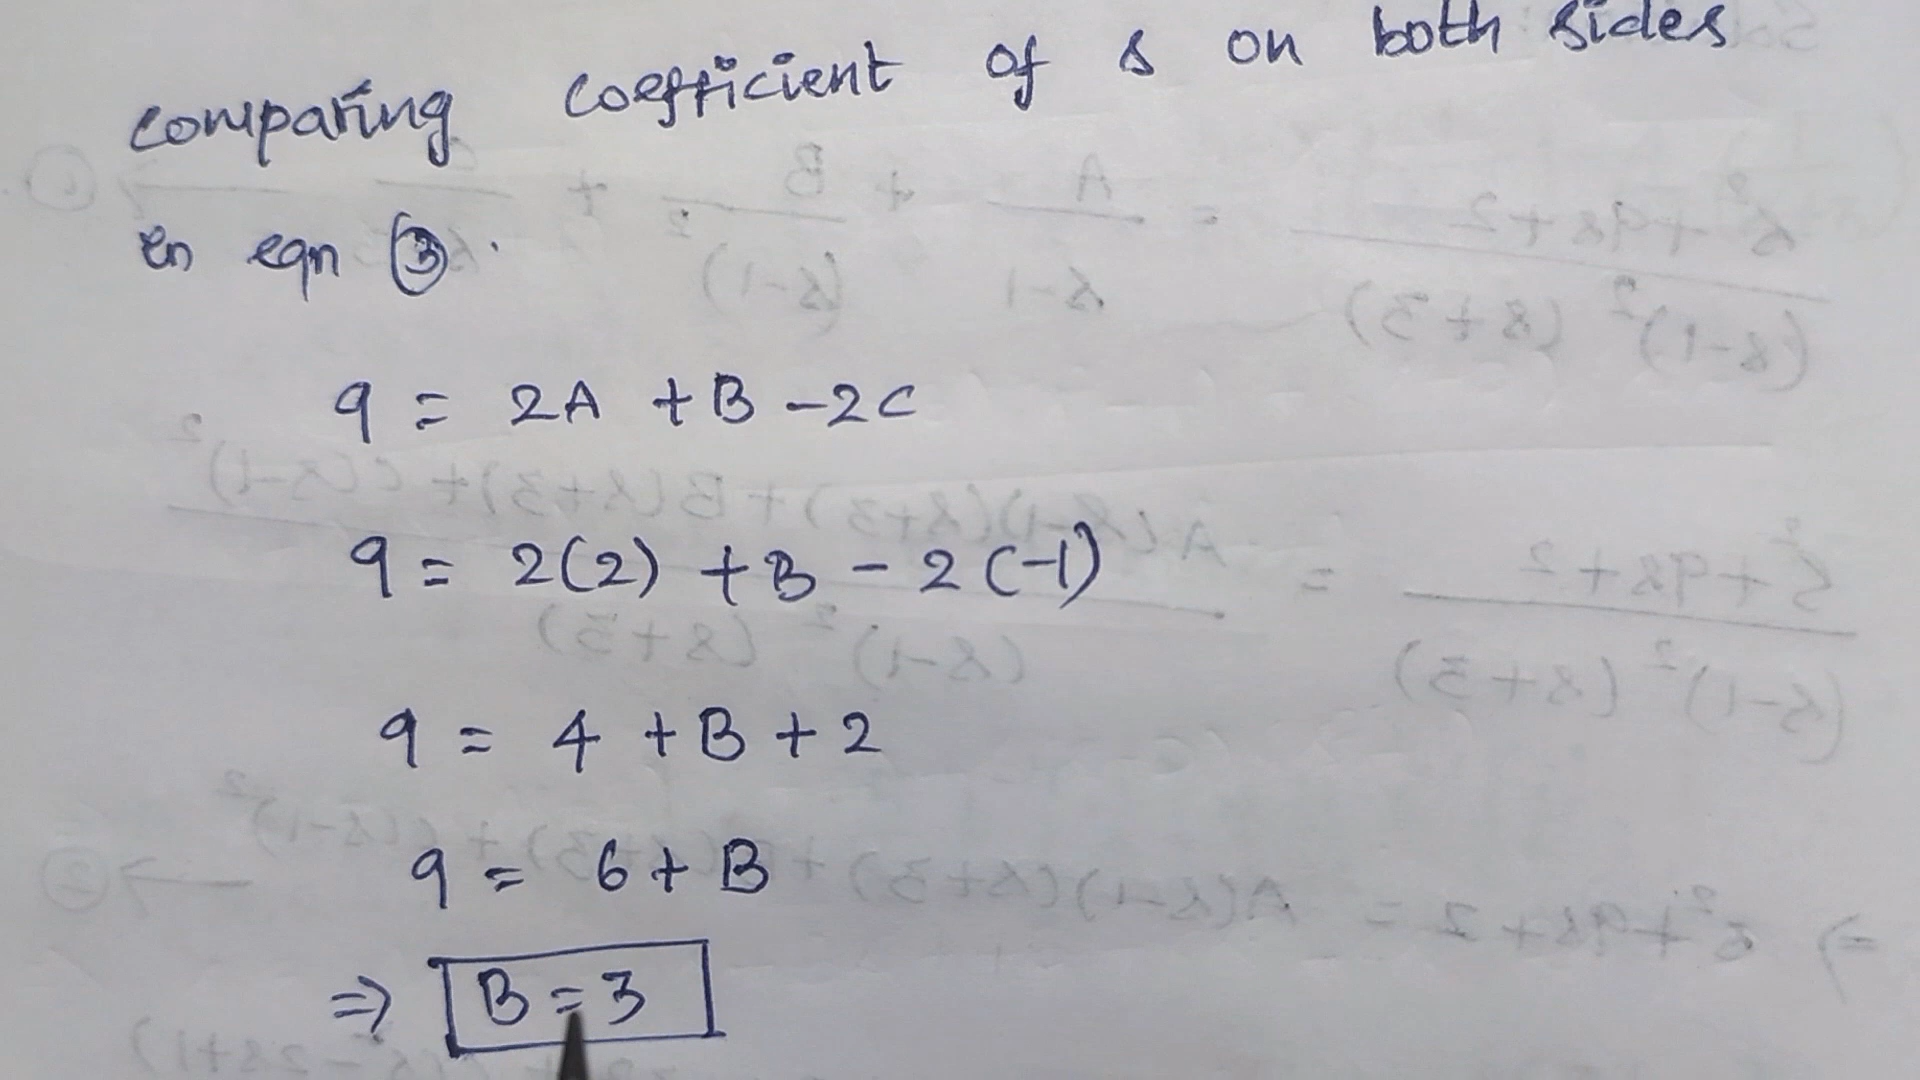 comparing coefficient of s on both sides
in eqn ③.
9 = 2A + B - 2C
9 = 2(2) + B - 2(-1)
9 = 4 + B + 2
9 = 6 + B
⇒ B = 3